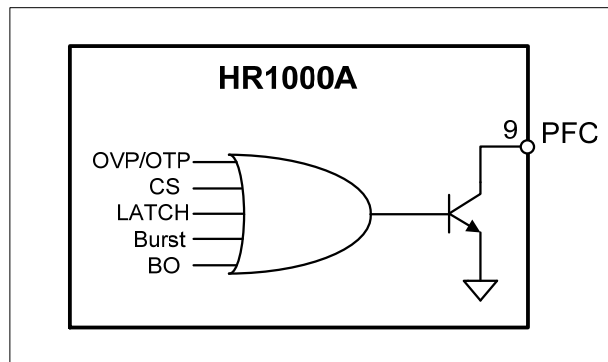 HR1000A
9 PFC
OVP/OTP
CS
LATCH
Burst
BO